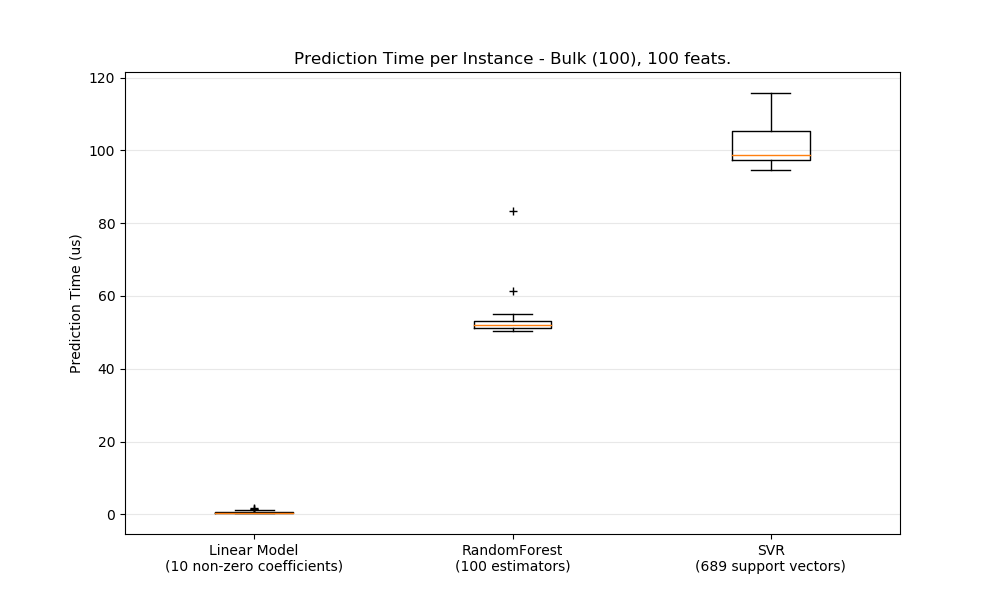 Prediction Time per Instance - Bulk (100), 100 feats.
120
100
80
60
40
20
0
Prediction Time (us)
Linear Model
(10 non-zero coefficients)
RandomForest
(100 estimators)
SVR
(689 support vectors)